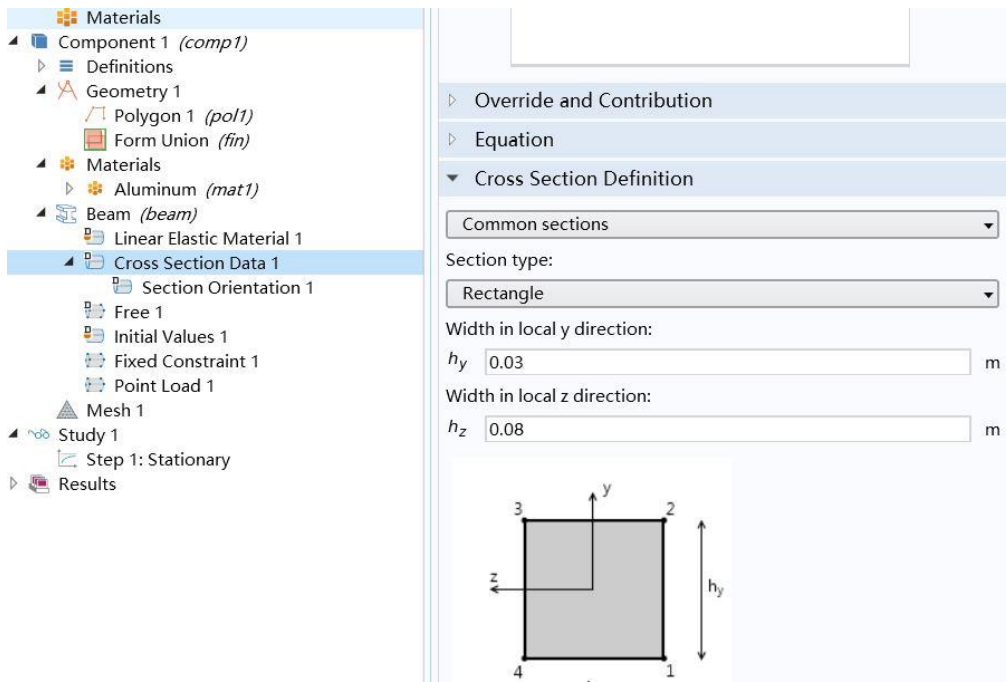 Materials
Component 1 (comp1)
Definitions
Geometry 1
Polygon 1 (pol1)
Form Union (fin)
Materials
Aluminum (mat1)
Beam (beam)
Linear Elastic Material 1
Cross Section Data 1
Section Orientation 1
Free 1
Initial Values 1
Fixed Constraint 1
Point Load 1
Mesh 1
Study 1
Step 1: Stationary
Results
Override and Contribution
Equation
Cross Section Definition
Common sections
Section type:
Rectangle
Width in local y direction:
hy 0.03 m
Width in local z direction:
hz 0.08 m
y
3 2
z
hy
4 1